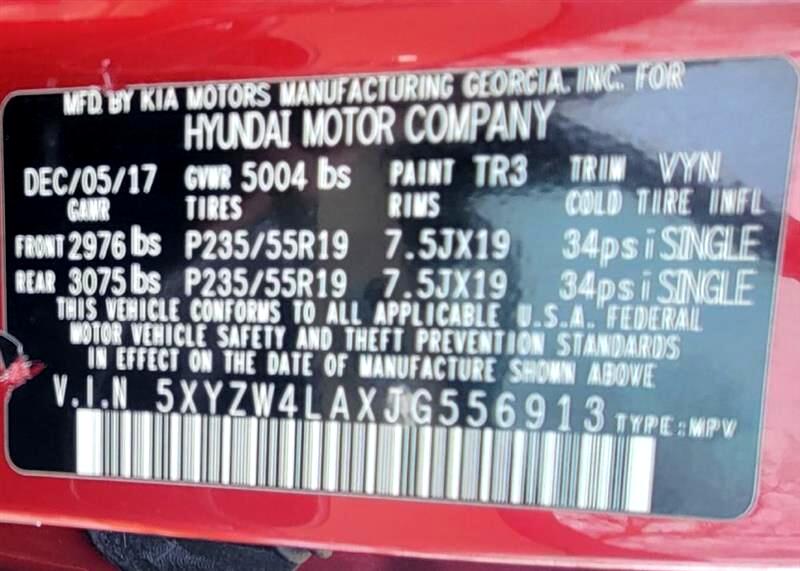 MFD. BY KIA MOTORS MANUFACTURING GEORGIA, INC. FOR
HYUNDAI MOTOR COMPANY
DEC/05/17 GVWR 5004 lbs PAINT TR3 TRIM VYN
GAWR TIRES RIMS COLD TIRE INFL
FRONT 2976 lbs P235/55R19 7.5JX19 34psi SINGLE
REAR 3075 lbs P235/55R19 7.5JX19 34psi SINGLE
THIS VEHICLE CONFORMS TO ALL APPLICABLE U.S.A. FEDERAL
MOTOR VEHICLE SAFETY AND THEFT PREVENTION STANDARDS
IN EFFECT ON THE DATE OF MANUFACTURE SHOWN ABOVE
V.I.N 5XYZW4LAXJG556913 TYPE:MPV